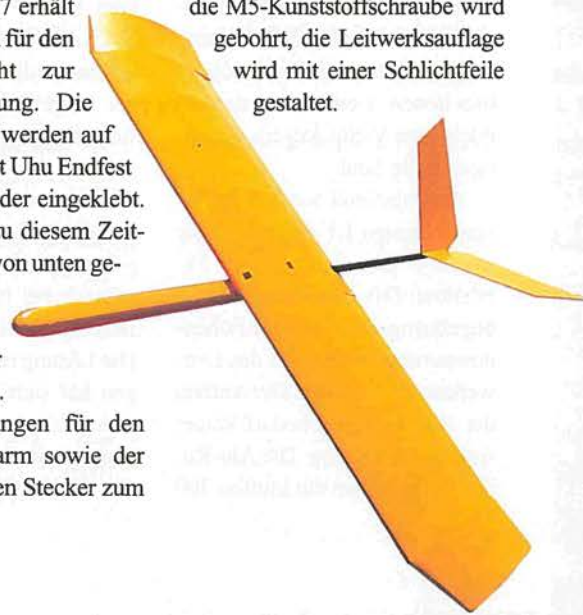 7 erhält
für den
ht zur
ung. Die
werden auf
t Uhu Endfest
der eingeklebt.
u diesem Zeit-
von unten ge-
ngen für den
arm sowie der
en Stecker zum
die M5-Kunststoffschraube wird
gebohrt, die Leitwerksauflage
wird mit einer Schlichtfeile
gestaltet.